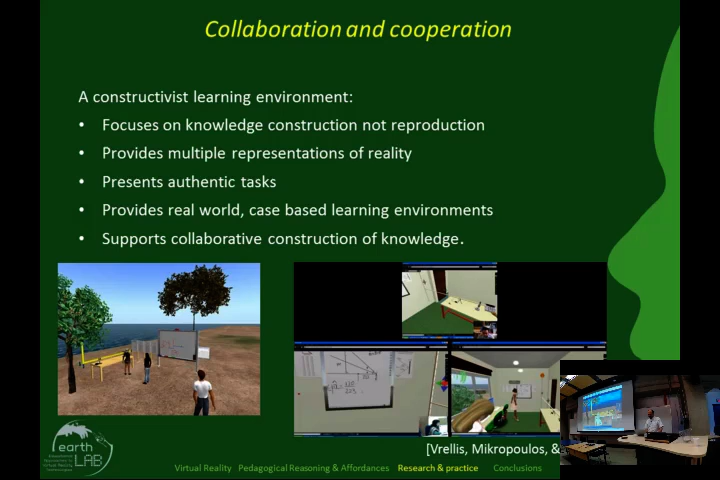 Collaboration and cooperation
A constructivist learning environment:
• Focuses on knowledge construction not reproduction
• Provides multiple representations of reality
• Presents authentic tasks
• Provides real world, case based learning environments
• Supports collaborative construction of knowledge.
[Vrellis, Mikropoulos, &
earth
LAB
Virtual Reality Pedagogical Reasoning & Affordances Research & practice Conclusions